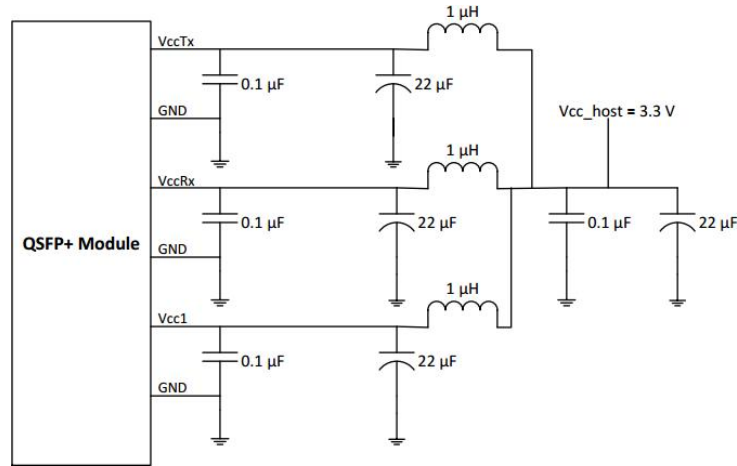 1 µH
VccTx
0.1 µF
22 µF
GND
Vcc_host = 3.3 V
1 µH
VccRx
0.1 µF
22 µF
0.1 µF
22 µF
QSFP+ Module
GND
1 µH
Vcc1
0.1 µF
22 µF
GND